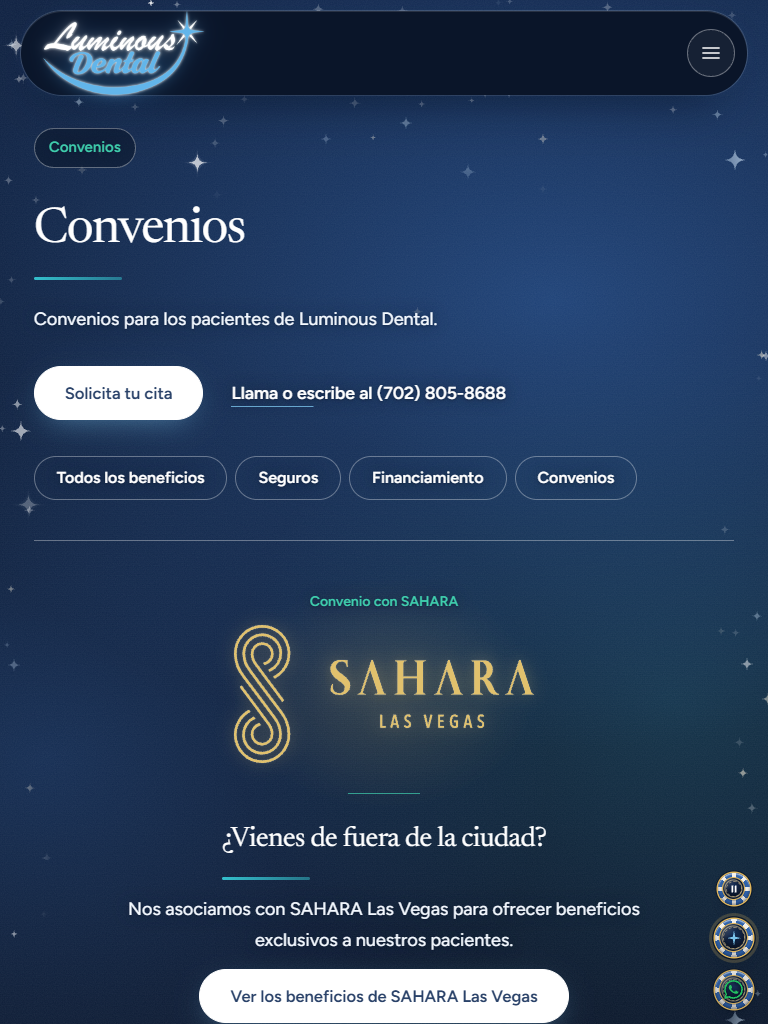 Luminous
Dental
Convenios
Convenios
Convenios para los pacientes de Luminous Dental.
Solicita tu cita
Llama o escribe al (702) 805-8688
Todos los beneficios
Seguros
Financiamiento
Convenios
Convenio con SAHARA
SAHARA
LAS VEGAS
¿Vienes de fuera de la ciudad?
Nos asociamos con SAHARA Las Vegas para ofrecer beneficios
exclusivos a nuestros pacientes.
Ver los beneficios de SAHARA Las Vegas